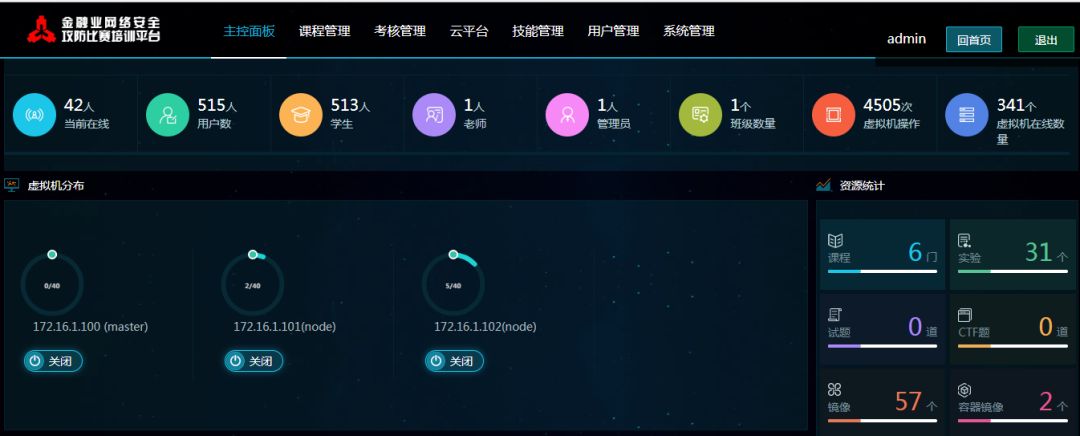 金融业网络安全
攻防比赛培训平台
主控面板 课程管理 考核管理 云平台 技能管理 用户管理 系统管理
admin 回首页 退出
42人 515人 513人 1人 1人 1个 4505次 341个
当前在线 用户数 学生 老师 管理员 班级数量 虚拟机操作 虚拟机在线数
量
虚拟机分布 资源统计
6 门 31 个
课程 实验
0/40 2/40 5/40
172.16.1.100 (master) 172.16.1.101(node) 172.16.1.102(node)
0 道 0 道
试题 CTF题
关闭 关闭 关闭
57 个 2 个
镜像 容器镜像